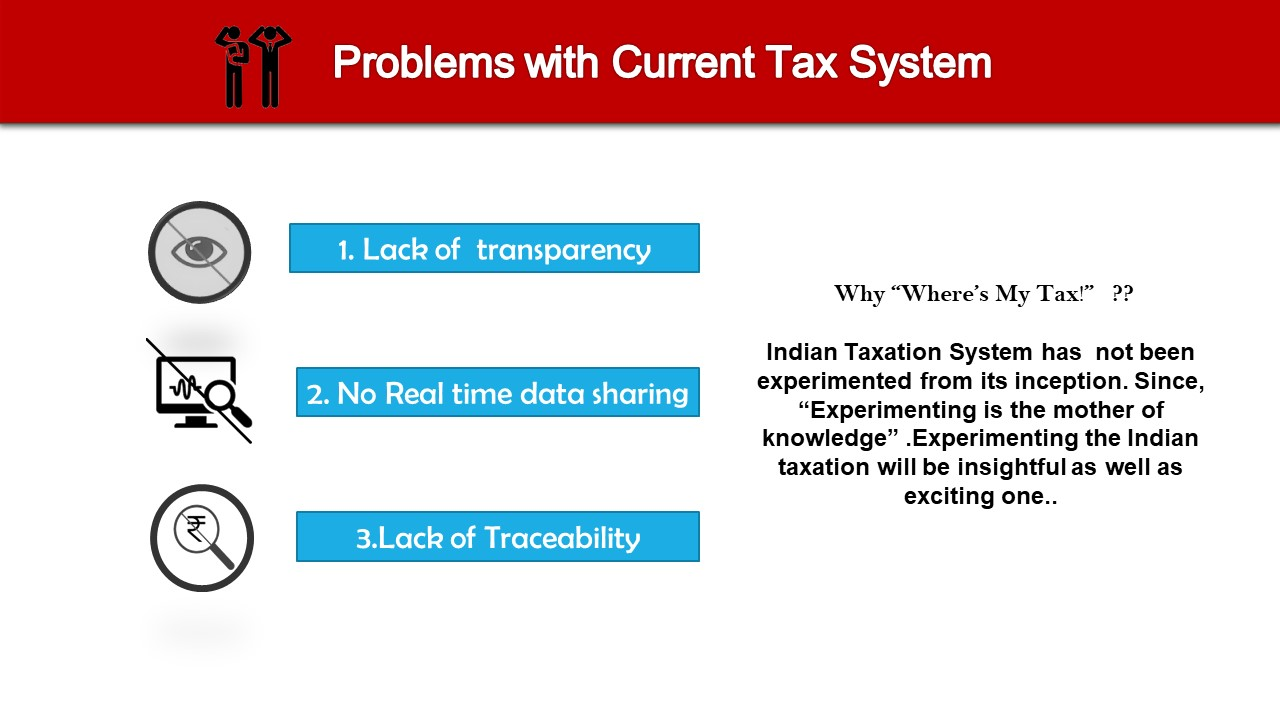 Problems with Current Tax System
1. Lack of transparency
2. No Real time data sharing
3.Lack of Traceability
Why “Where’s My Tax!” ??
Indian Taxation System has not been
experimented from its inception. Since,
“Experimenting is the mother of
knowledge” .Experimenting the Indian
taxation will be insightful as well as
exciting one..
₹